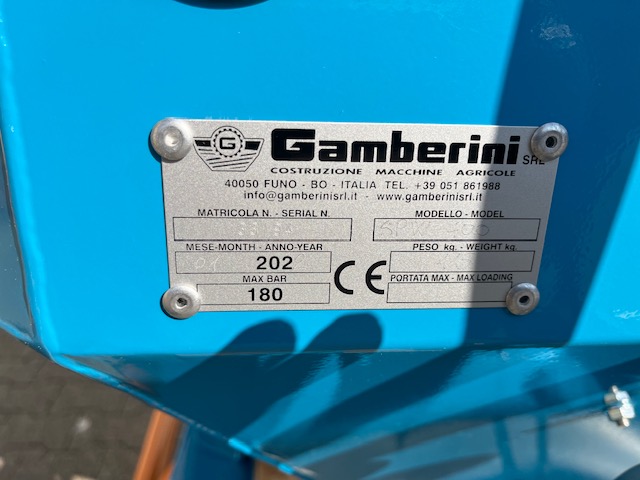 G Gamberini SRL
COSTRUZIONE MACCHINE AGRICOLE
40050 FUNO - BO - ITALIA TEL. +39 051 861988
info@gamberinisrl.it - www.gamberinisrl.it
MATRICOLA N. - SERIAL N. MODELLO - MODEL
MESE-MONTH - ANNO-YEAR PESO kg. - WEIGHT kg.
202
MAX BAR CE PORTATA MAX - MAX LOADING
180